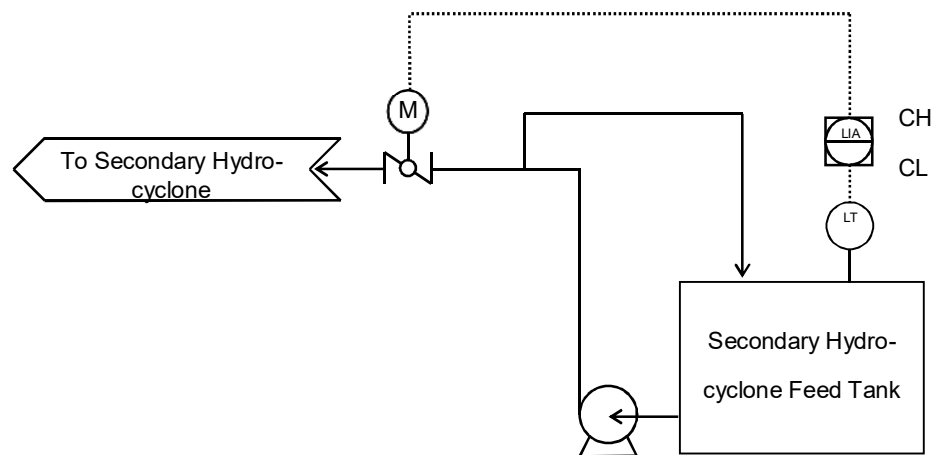 M
CH
LIA
CL
To Secondary Hydro-
cyclone
LT
Secondary Hydro-
cyclone Feed Tank